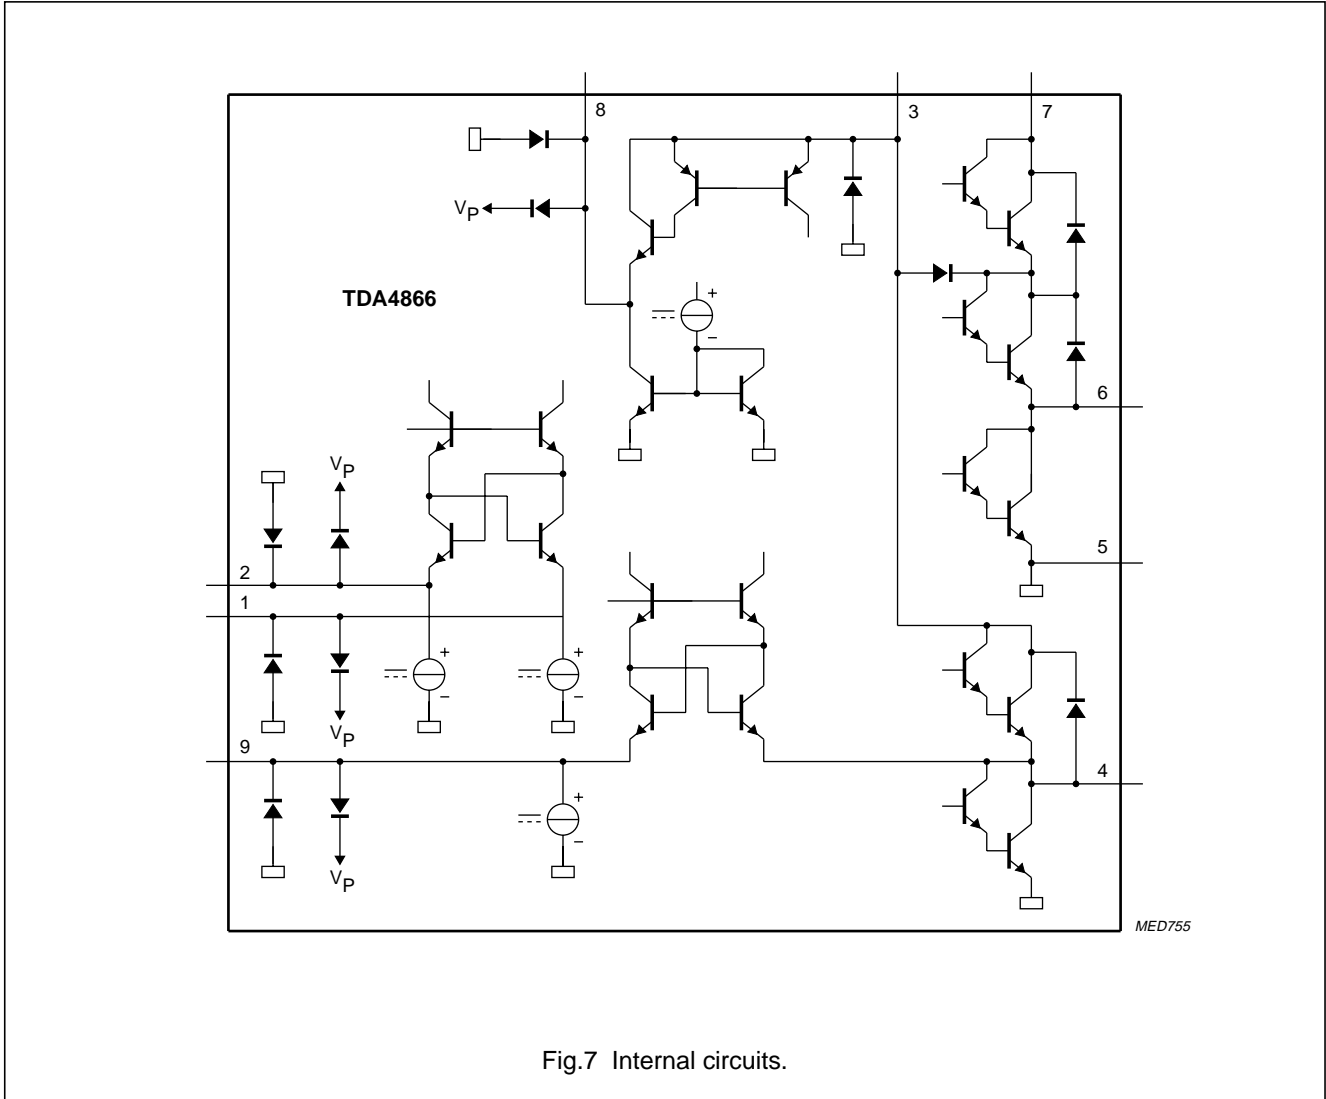 8
3
7
VP
TDA4866
+
−
6
VP
5
2
1
+
−
+
−
VP
9
4
+
−
VP
MED755
Fig.7 Internal circuits.